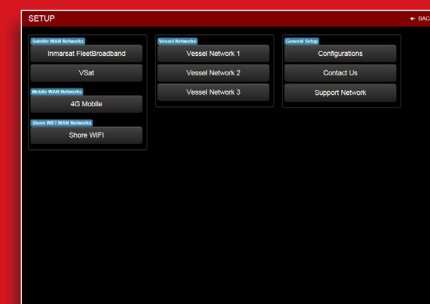 SETUP
← BAC
Satellite WAN Networks
Inmarsat FleetBroadband
VSat
Mobile WAN Networks
4G Mobile
Shore WIFI WAN Networks
Shore WIFI
Vessel Networks
Vessel Network 1
Vessel Network 2
Vessel Network 3
General Setup
Configurations
Contact Us
Support Network